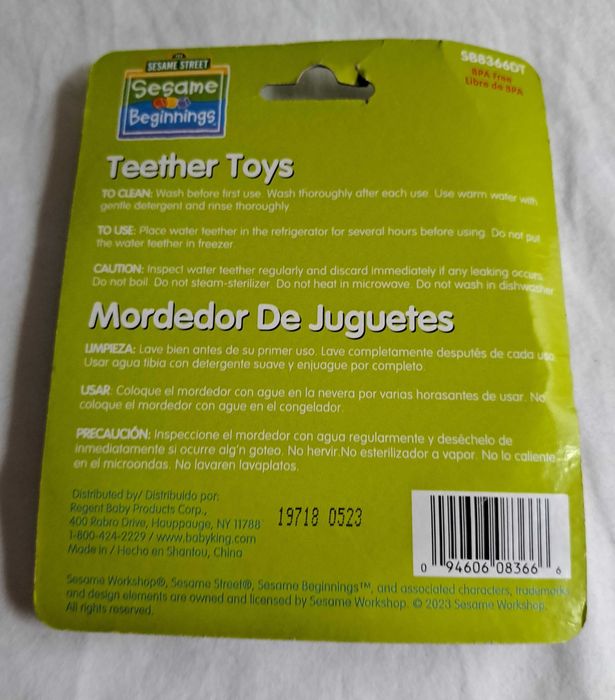 SESAME STREET
Sesame
Beginnings
SB8366DT
BPA Free
Libre de BPA
Teether Toys
TO CLEAN: Wash before first use. Wash thoroughly after each use. Use warm water with
gentle detergent and rinse thoroughly.
TO USE: Place water teether in the refrigerator for several hours before using. Do not put
the water teether in freezer.
CAUTION: Inspect water teether regularly and discard immediately if any leaking occurs.
Do not boil. Do not steam-sterilizer. Do not heat in microwave. Do not wash in dishwasher
Mordedor De Juguetes
LIMPIEZA: Lave bien antes de su primer uso. Lave completamente desputés de cada uso.
Usar agua tibia con detergente suave y enjuague por completo.
USAR: Coloque el mordedor con ague en la nevera por varias horasantes de usar. No
coloque el mordedor con ague en el congelador.
PRECAUCIÓN: Inspeccione el mordedor con agua regularmente y deséchelo de
inmediatamente si ocurre alg'n goteo. No hervir.No esterilizador a vapor. No lo caliente
en el microondas. No lavaren lavaplatos.
Distributed by/ Distribuido por:
Regent Baby Products Corp.,
400 Rabro Drive, Hauppauge, NY 11788
1-800-424-2229 / www.babyking.com
Made in / Hecho en Shantou, China
19718 0523
0 94606 08366 6
Sesame Workshop®, Sesame Street®, Sesame Beginnings™, and associated characters, trademarks
and design elements are owned and licensed by Sesame Workshop. © 2023 Sesame Workshop.
All rights reserved.